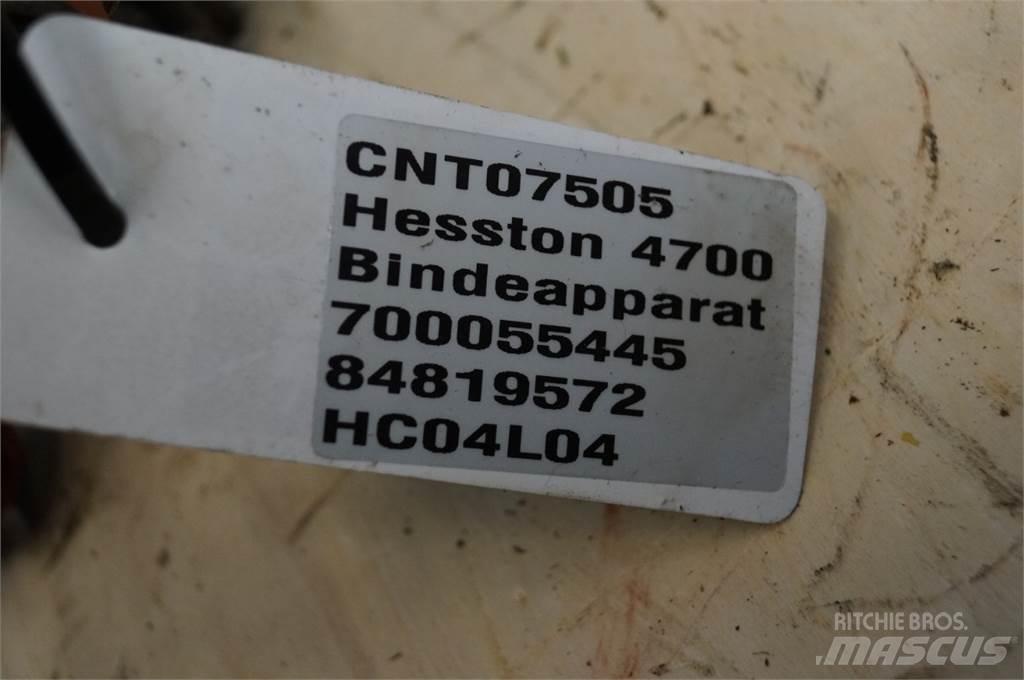 CNT07505
Hesston 4700
Bindeapparat
700055445
84819572
HC04L04
RITCHIE BROS.
MASCUS